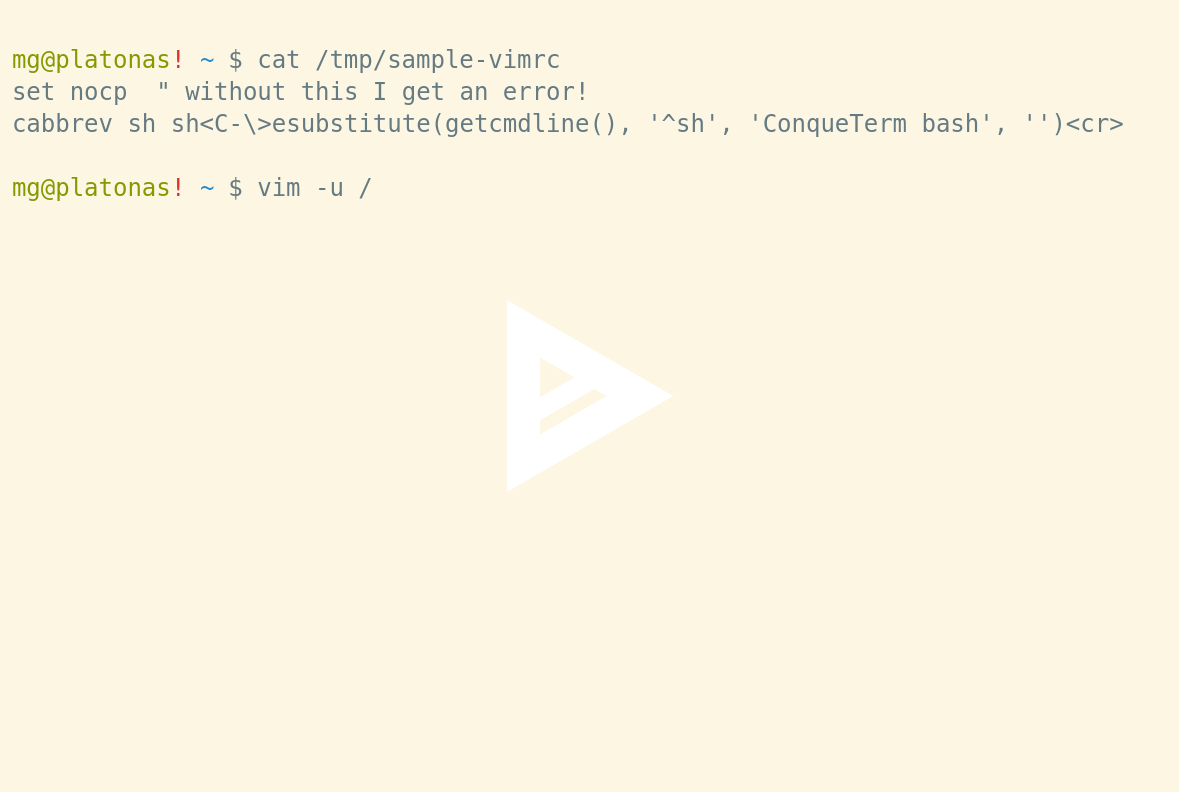 mg@platonas! ~ $ cat /tmp/sample-vimrc
set nocp  " without this I get an error!
cabbrev sh sh<C-\>esubstitute(getcmdline(), '^sh', 'ConqueTerm bash', '')<cr>
mg@platonas! ~ $ vim -u /